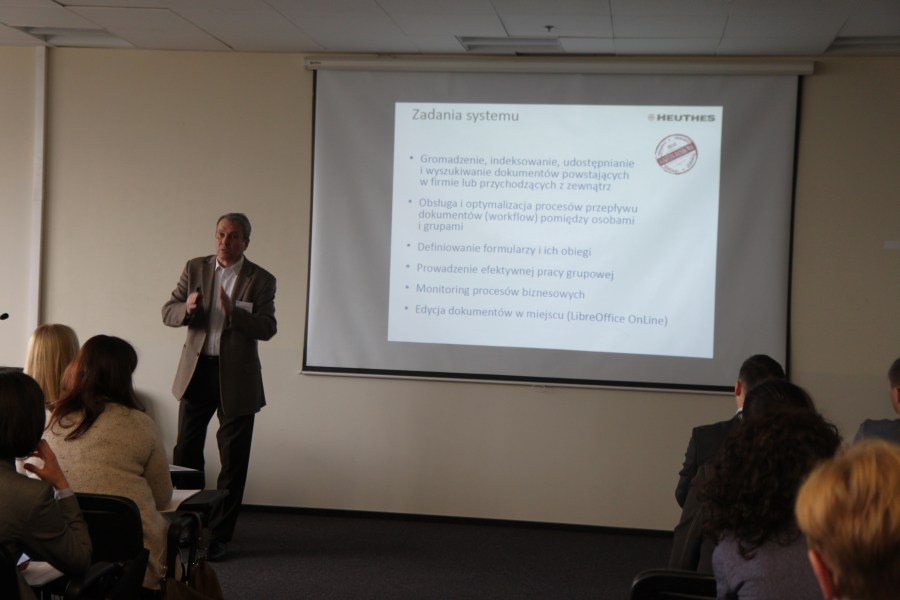 Zadania systemu
HEUTHES
• Gromadzenie, indeksowanie, udostępnianie
i wyszukiwanie dokumentów powstających
w firmie lub przychodzących z zewnątrz
• Obsługa i optymalizacja procesów przepływu
dokumentów (workflow) pomiędzy osobami
i grupami
• Definiowanie formularzy i ich obiegi
• Prowadzenie efektywnej pracy grupowej
• Monitoring procesów biznesowych
• Edycja dokumentów w miejscu (LibreOffice OnLine)